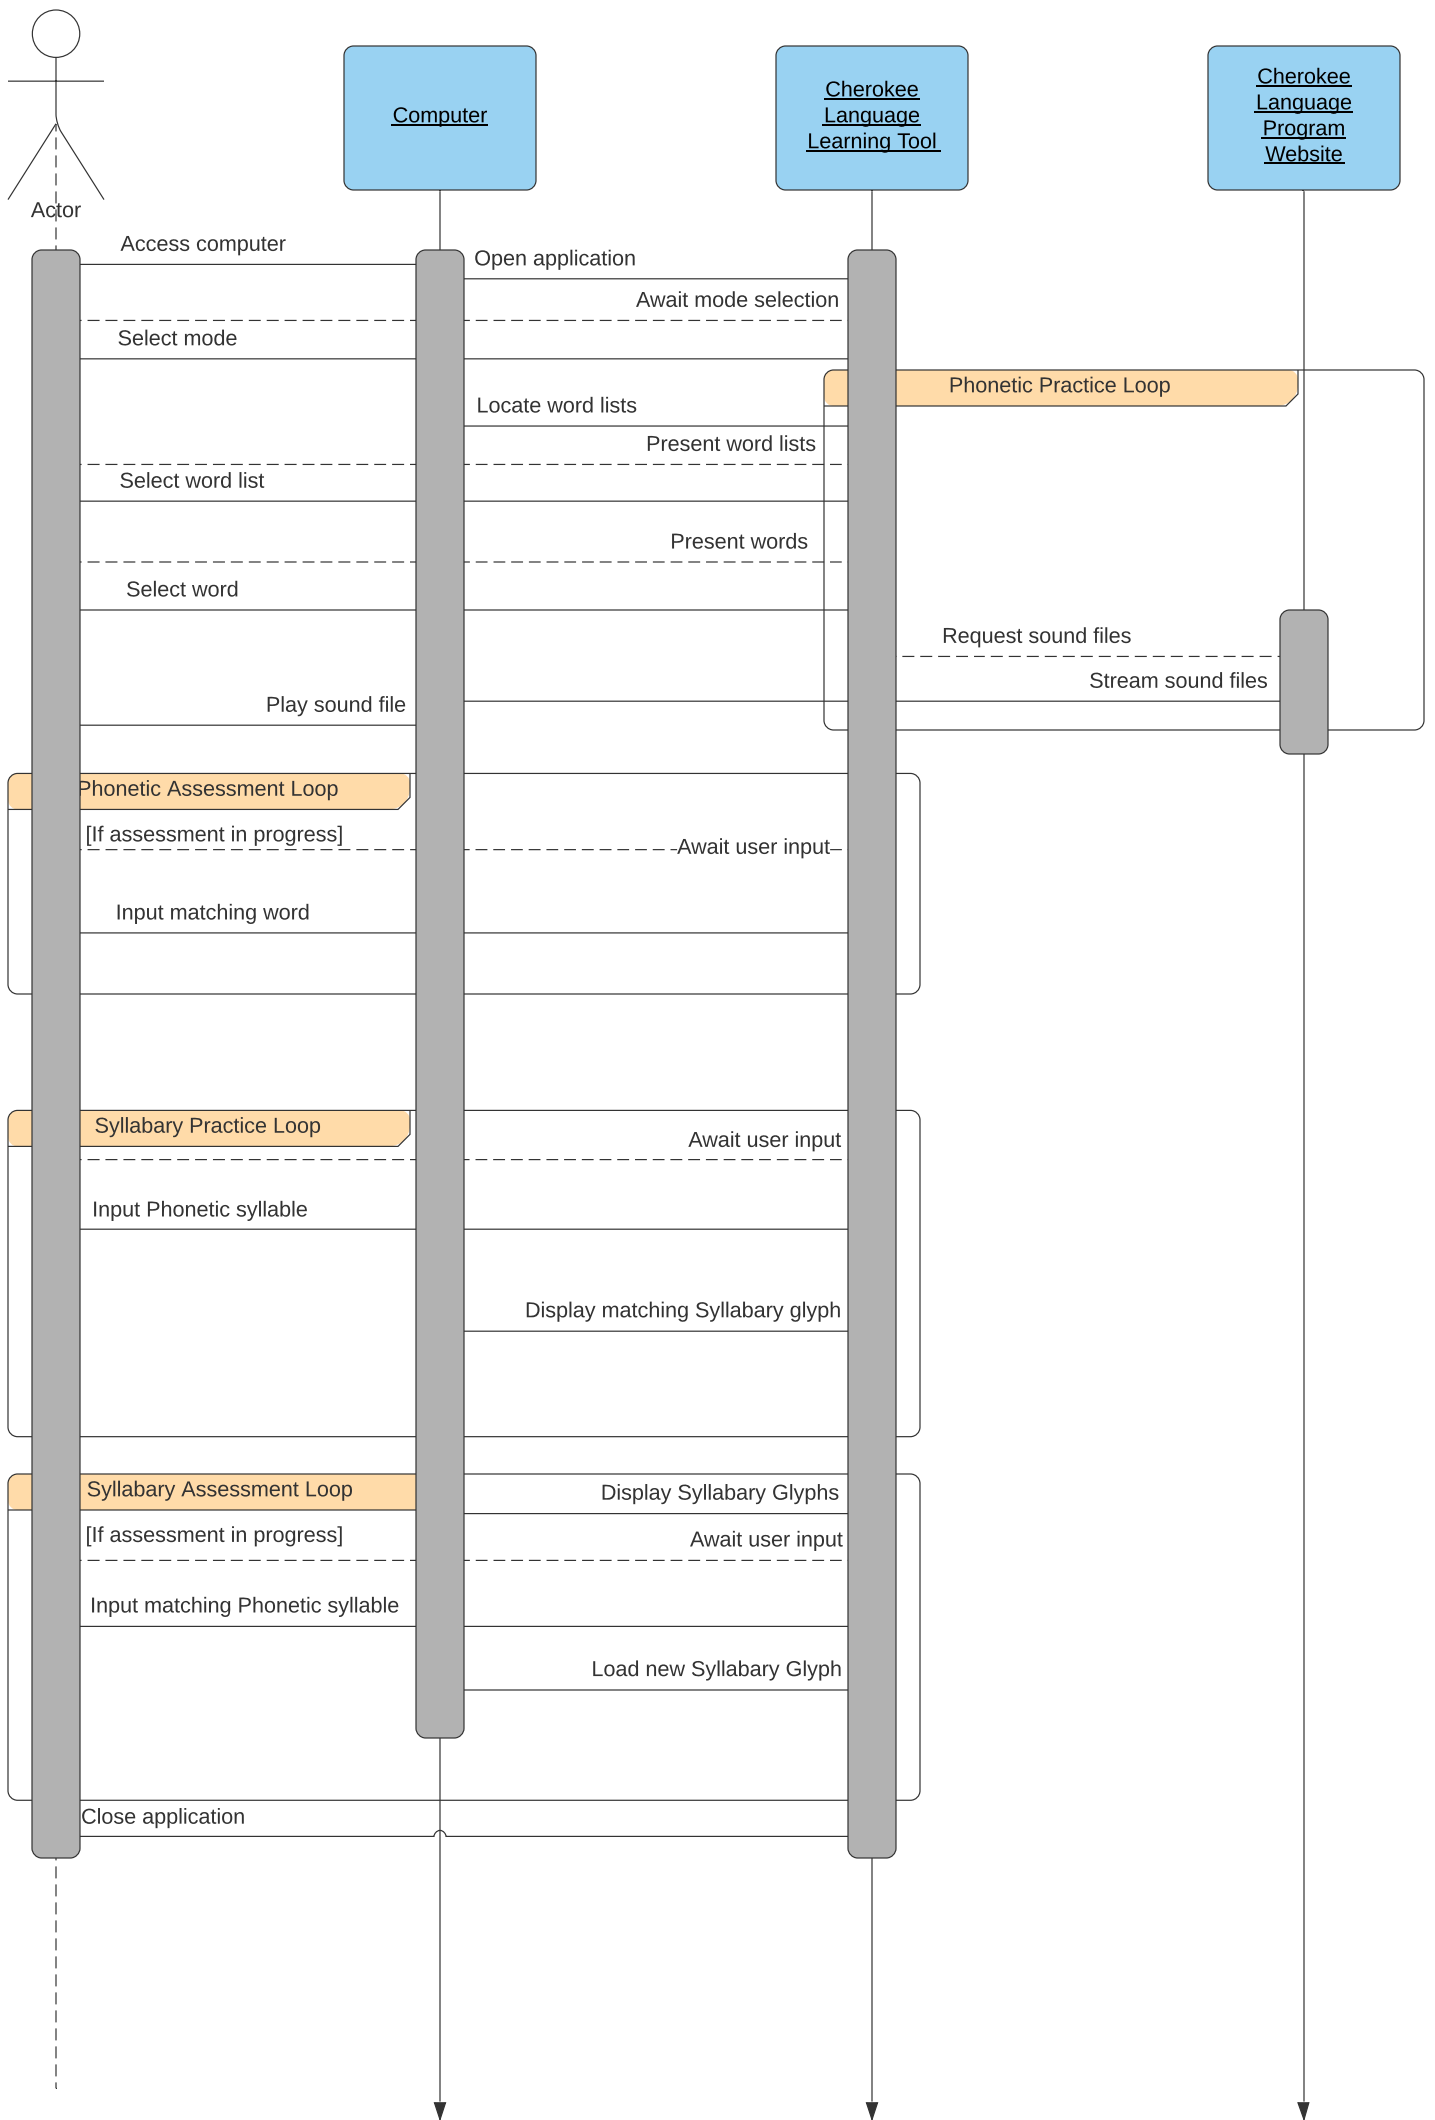 Computer
Cherokee
Language
Learning Tool
Cherokee
Language
Program
Website
Actor
Access computer
Open application
Await mode selection
Select mode
Phonetic Practice Loop
Locate word lists
Present word lists
Select word list
Present words
Select word
Request sound files
Stream sound files
Play sound file
Phonetic Assessment Loop
[If assessment in progress]
Await user input
Input matching word
Syllabary Practice Loop
Await user input
Input Phonetic syllable
Display matching Syllabary glyph
Syllabary Assessment Loop
Display Syllabary Glyphs
[If assessment in progress]
Await user input
Input matching Phonetic syllable
Load new Syllabary Glyph
Close application